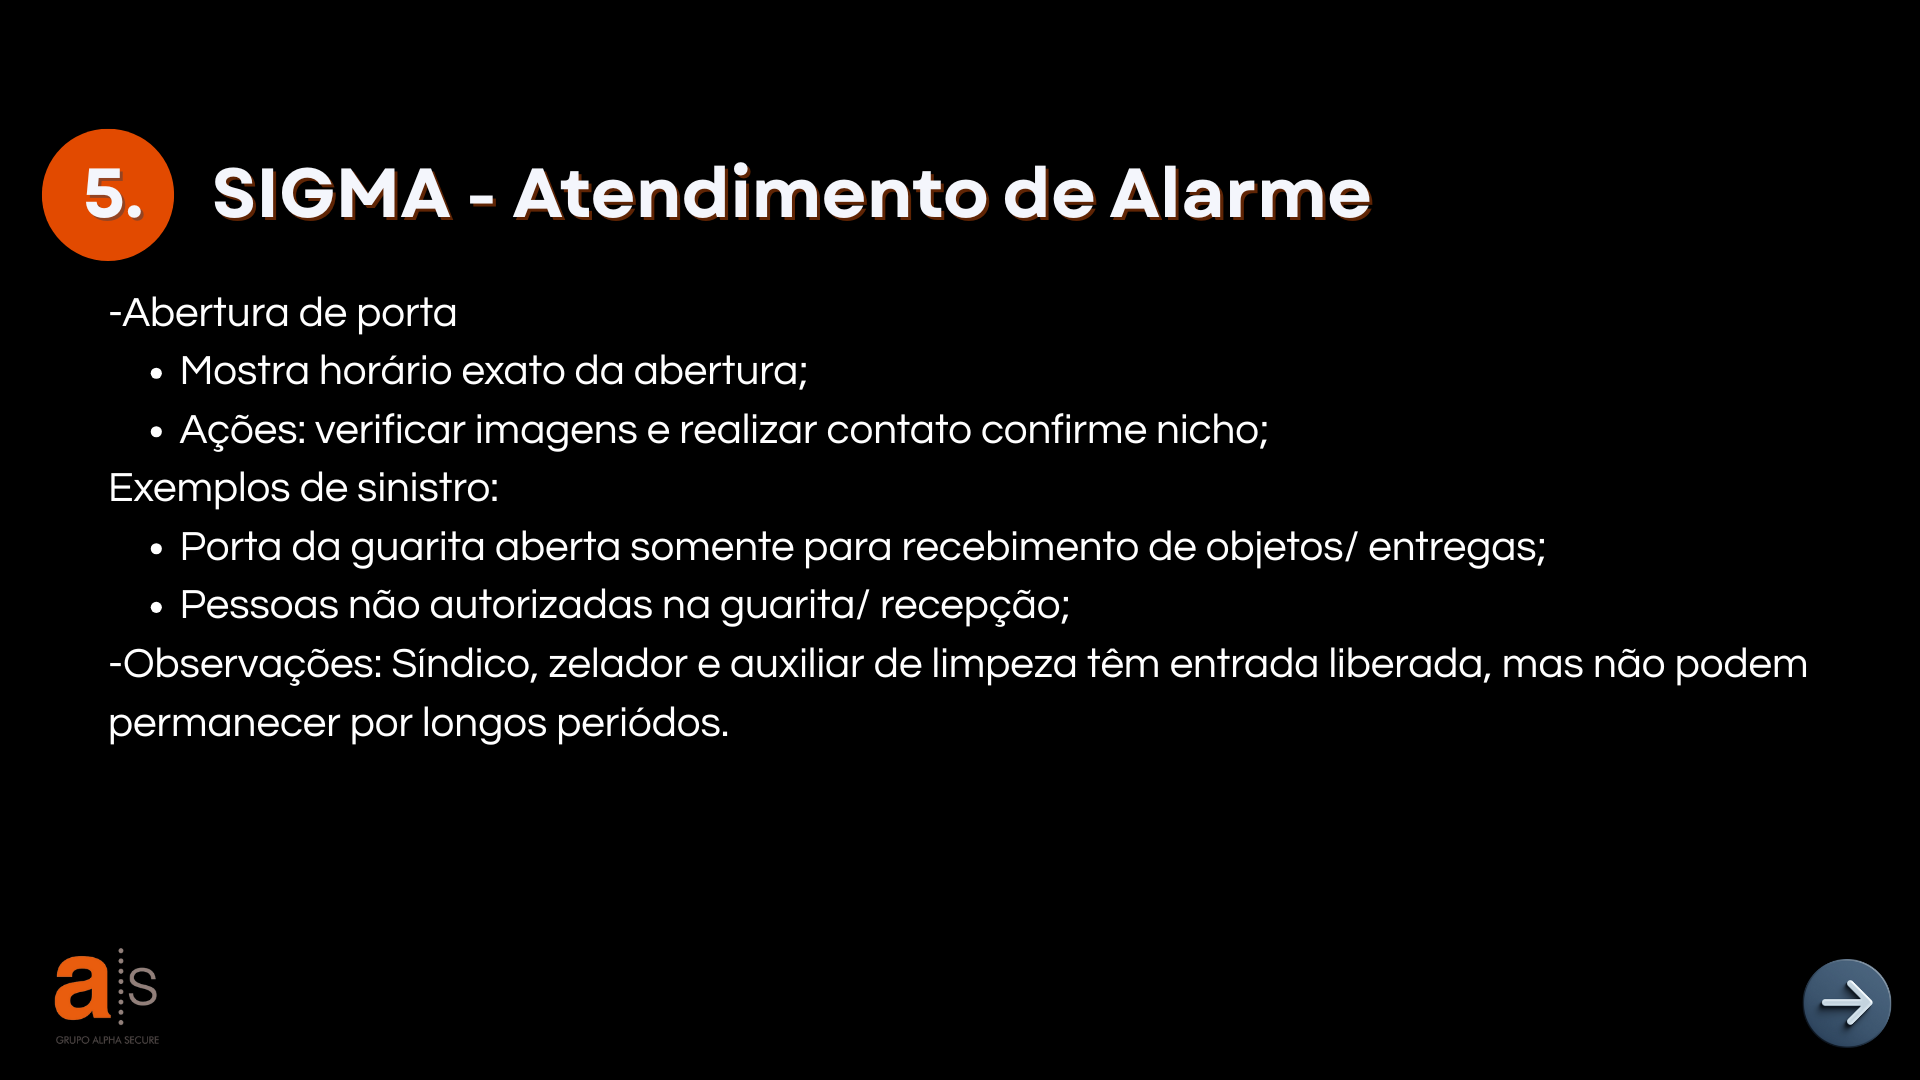 5. SIGMA - Atendimento de Alarme
-Abertura de porta
• Mostra horário exato da abertura;
• Ações: verificar imagens e realizar contato confirme nicho;
Exemplos de sinistro:
• Porta da guarita aberta somente para recebimento de objetos/ entregas;
• Pessoas não autorizadas na guarita/ recepção;
-Observações: Síndico, zelador e auxiliar de limpeza têm entrada liberada, mas não podem
permanecer por longos periódos.
a s
GRUPO ALPHA SECURE